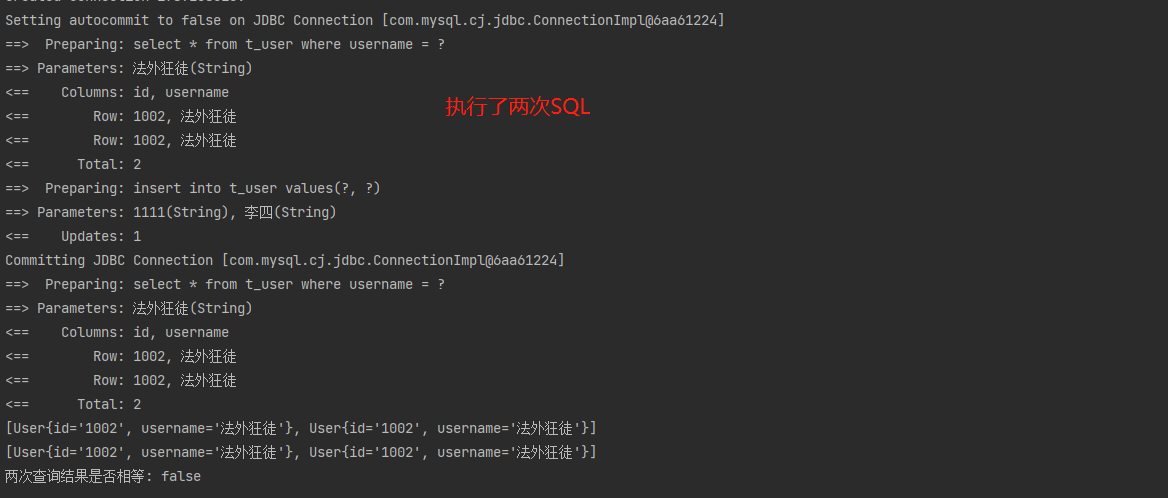 Setting autocommit to false on JDBC Connection [com.mysql.cj.jdbc.ConnectionImpl@6aa61224]
==>  Preparing: select * from t_user where username = ?
==> Parameters: 法外狂徒(String)
<==    Columns: id, username
执行了两次SQL
<==        Row: 1002, 法外狂徒
<==        Row: 1002, 法外狂徒
<==      Total: 2
==>  Preparing: insert into t_user values(?, ?)
==> Parameters: 1111(String), 李四(String)
<==    Updates: 1
Committing JDBC Connection [com.mysql.cj.jdbc.ConnectionImpl@6aa61224]
==>  Preparing: select * from t_user where username = ?
==> Parameters: 法外狂徒(String)
<==    Columns: id, username
<==        Row: 1002, 法外狂徒
<==        Row: 1002, 法外狂徒
<==      Total: 2
[User{id='1002', username='法外狂徒'}, User{id='1002', username='法外狂徒'}]
[User{id='1002', username='法外狂徒'}, User{id='1002', username='法外狂徒'}]
两次查询结果是否相等: false